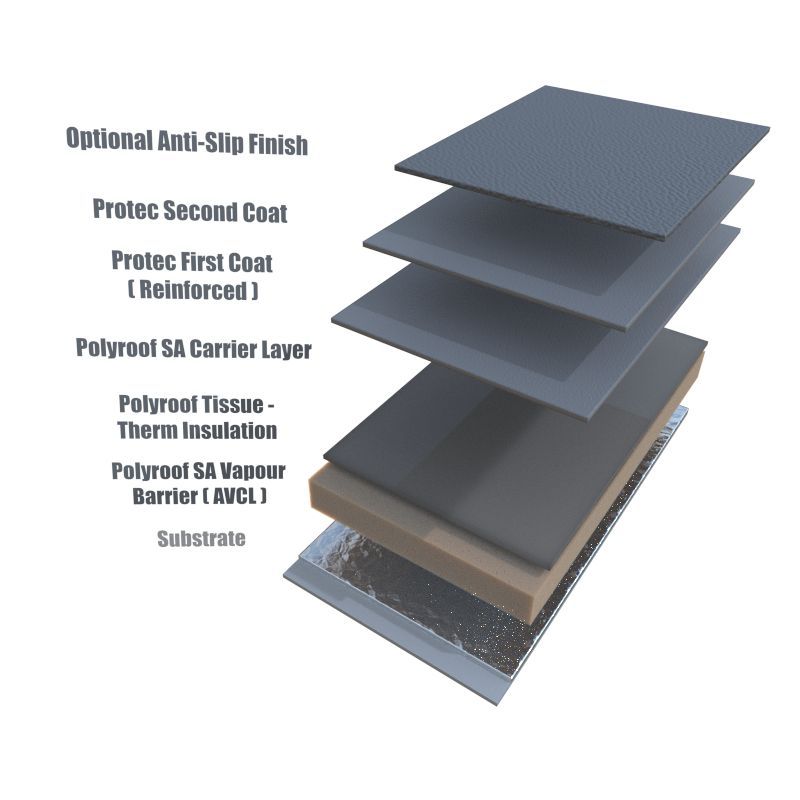 Optional Anti-Slip Finish
Protec Second Coat
Protec First Coat
( Reinforced )
Polyroof SA Carrier Layer
Polyroof Tissue -
Therm Insulation
Polyroof SA Vapour
Barrier ( AVCL )
Substrate